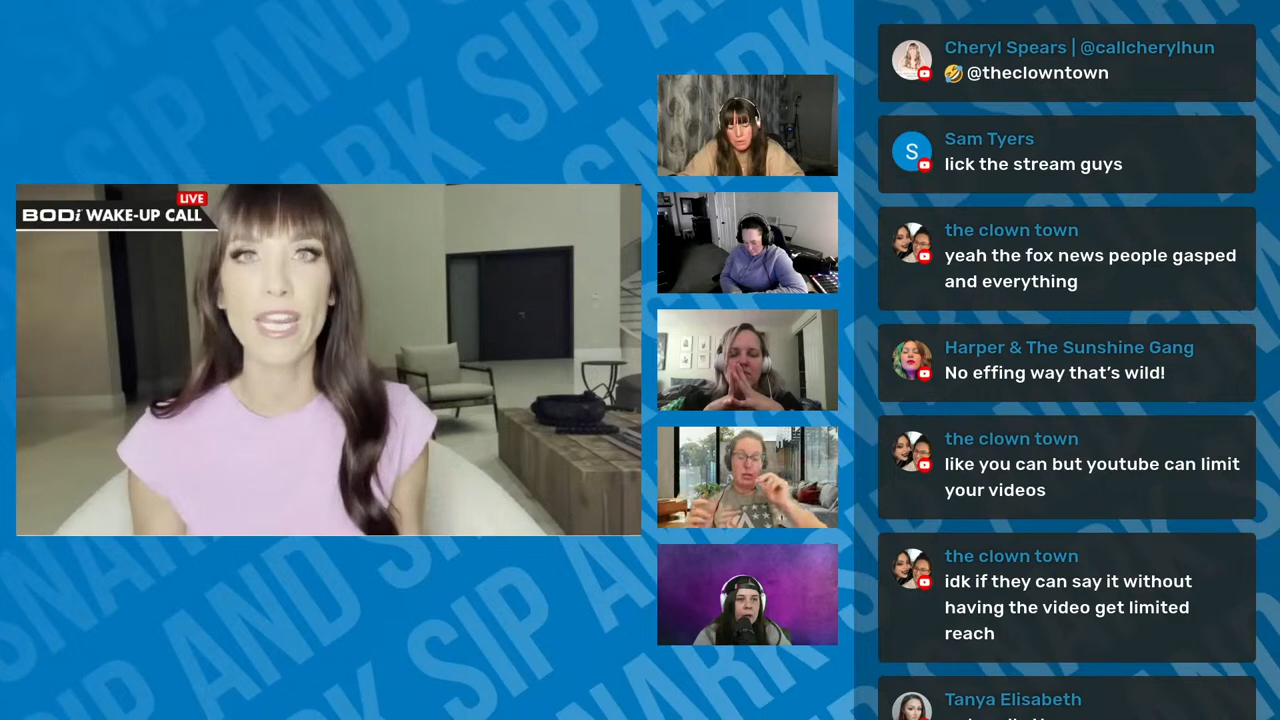 SIP AND SNARK
LIVE
BODi WAKE-UP CALL
Cheryl Spears | @callcherylhun
🤣 @theclowntown
S
Sam Tyers
lick the stream guys
the clown town
yeah the fox news people gasped
and everything
Harper & The Sunshine Gang
No effing way that’s wild!
the clown town
like you can but youtube can limit
your videos
the clown town
idk if they can say it without
having the video get limited
reach
Tanya Elisabeth